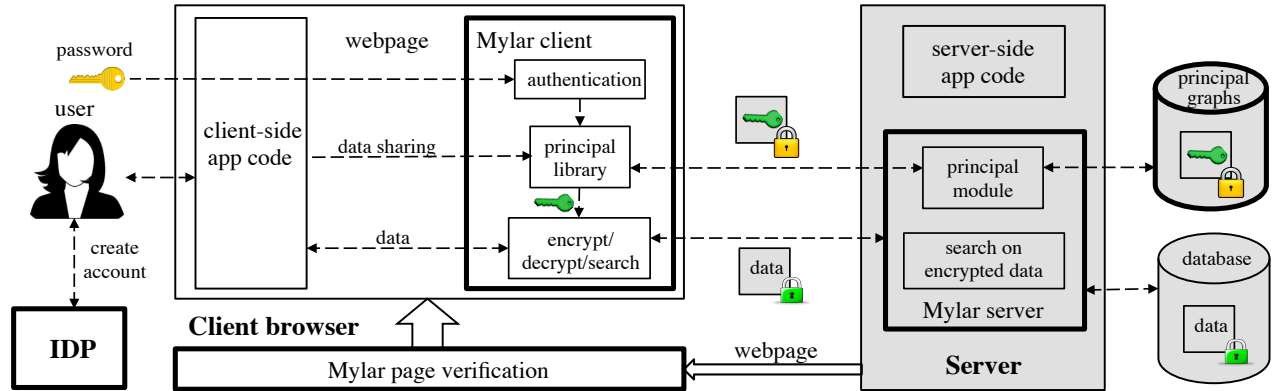 password
user
create
account
IDP
webpage
client-side
app code
data sharing
data
Mylar client
authentication
principal
library
encrypt/
decrypt/search
Client browser
Mylar page verification
data
webpage
server-side
app code
principal
module
search on
encrypted data
Mylar server
Server
principal
graphs
database
data